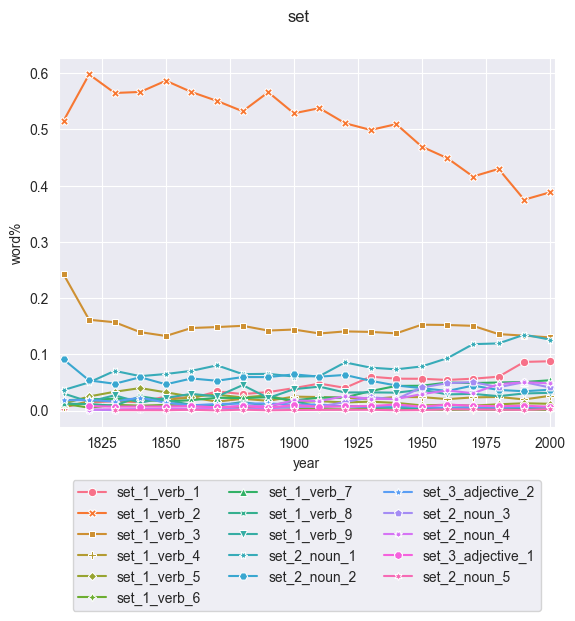 set
0.6
0.5
0.4
0.3
0.2
0.1
0.0
word%
1825 1850 1875 1900 1925 1950 1975 2000
year
set_1_verb_1 set_1_verb_7 set_3_adjective_2
set_1_verb_2 set_1_verb_8 set_2_noun_3
set_1_verb_3 set_1_verb_9 set_2_noun_4
set_1_verb_4 set_2_noun_1 set_3_adjective_1
set_1_verb_5 set_2_noun_2 set_2_noun_5
set_1_verb_6